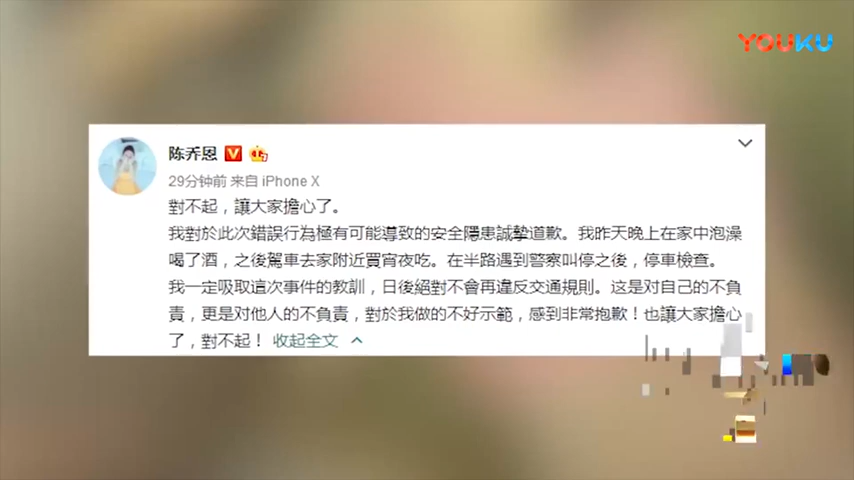 YOUKU
陈乔恩
29分钟前 来自 iPhone X
對不起，讓大家擔心了。
我對於此次錯誤行為極有可能導致的安全隱患誠摯道歉。我昨天晚上在家中泡澡
喝了酒，之後駕車去家附近買宵夜吃。在半路遇到警察叫停之後，停車檢查。
我一定吸取這次事件的教訓，日後絕對不會再違反交通規則。这是对自己的不負
責，更是对他人的不負責，對於我做的不好示範，感到非常抱歉！也讓大家擔心
了，對不起！ 收起全文